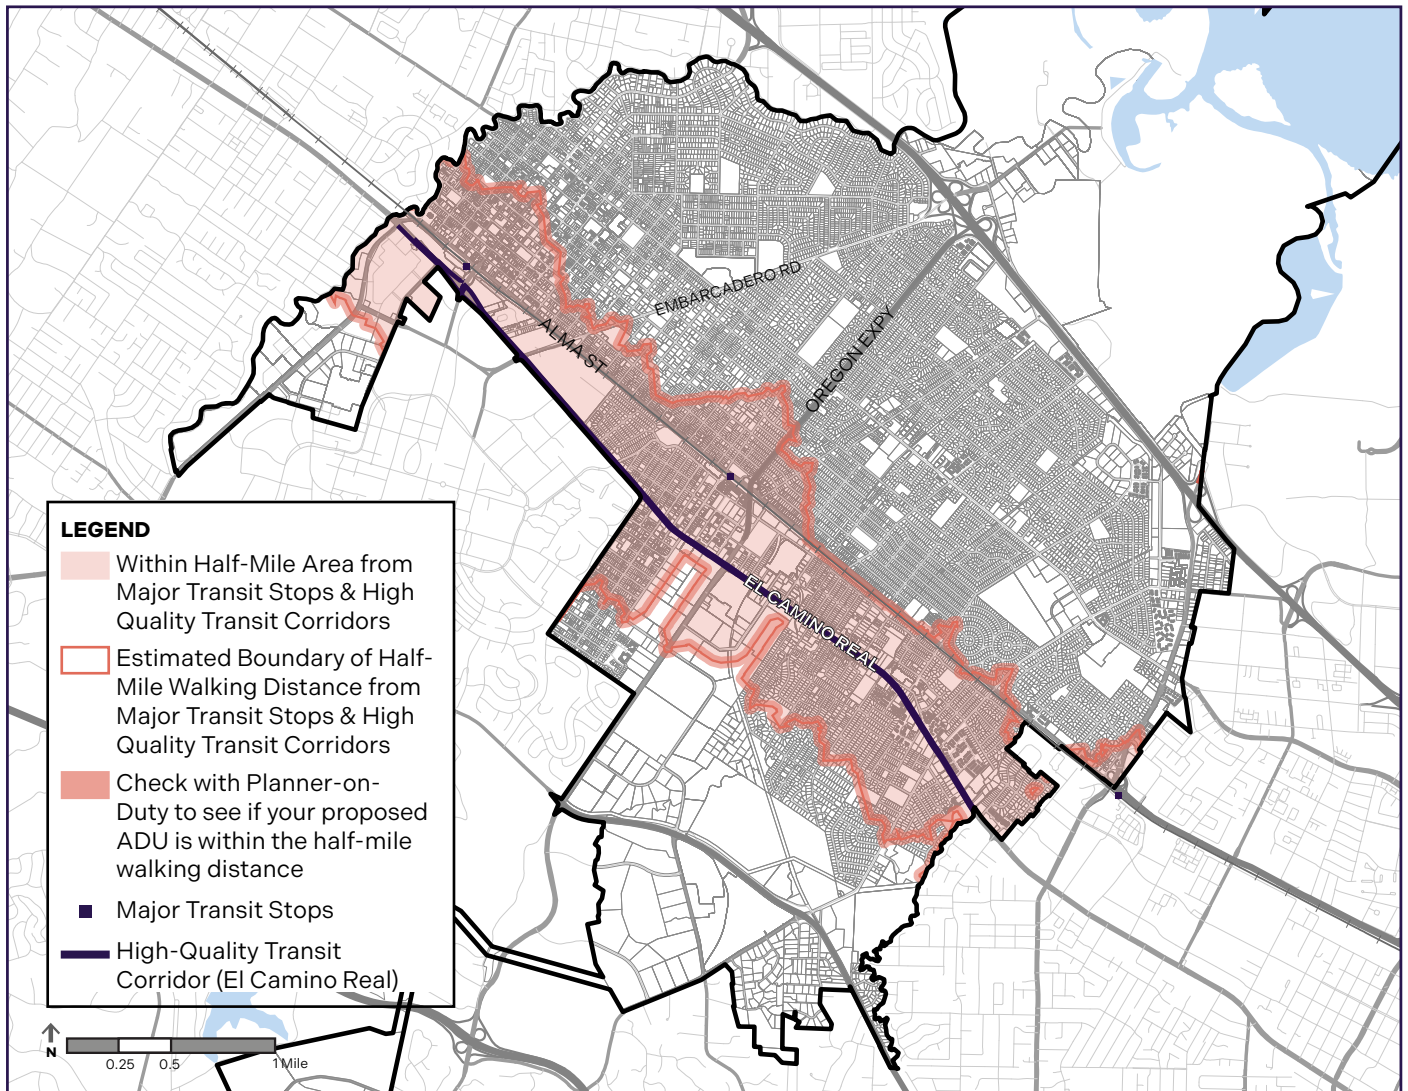 EMBARCADERO RD
OREGON EXPY
ALMA ST
EL CAMINO REAL
LEGEND
Within Half-Mile Area from
Major Transit Stops & High
Quality Transit Corridors
Estimated Boundary of Half-
Mile Walking Distance from
Major Transit Stops & High
Quality Transit Corridors
Check with Planner-on-
Duty to see if your proposed
ADU is within the half-mile
walking distance
Major Transit Stops
High-Quality Transit
Corridor (El Camino Real)
N
0.25 0.5 1 Mile